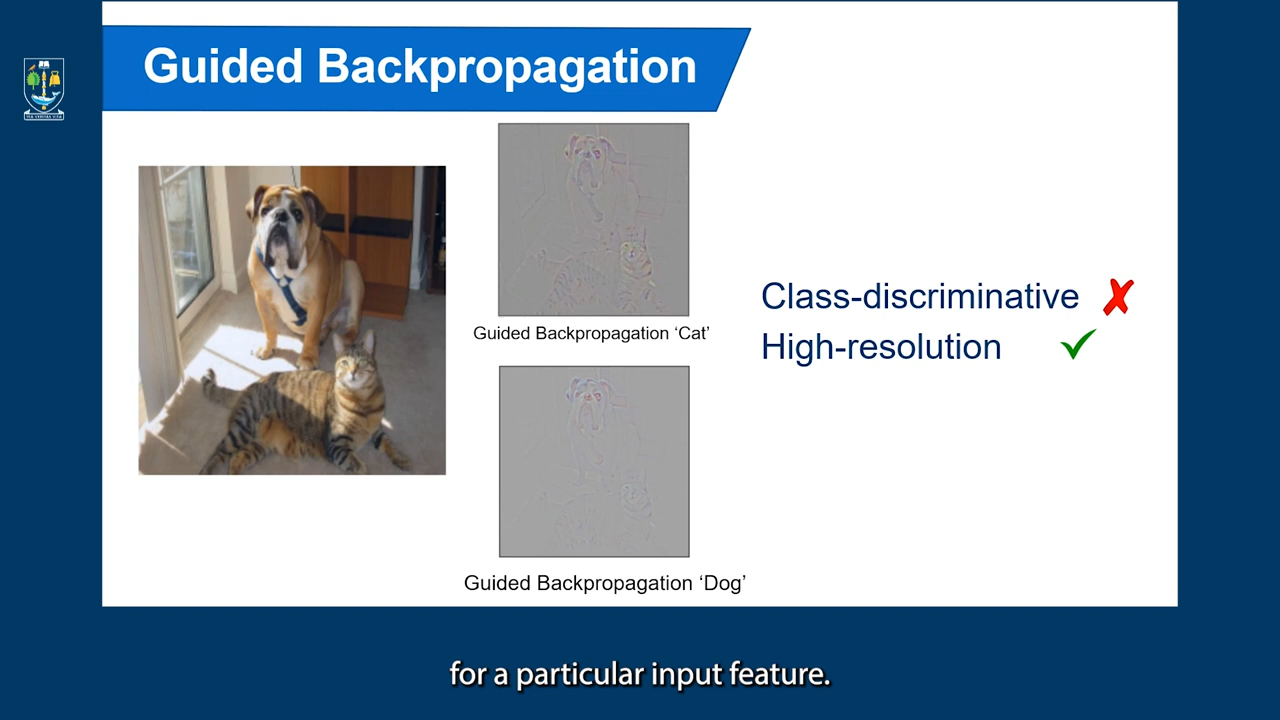 Guided Backpropagation
Guided Backpropagation ‘Cat’
Class-discriminative ✗
High-resolution ✓
Guided Backpropagation ‘Dog’
for a particular input feature.